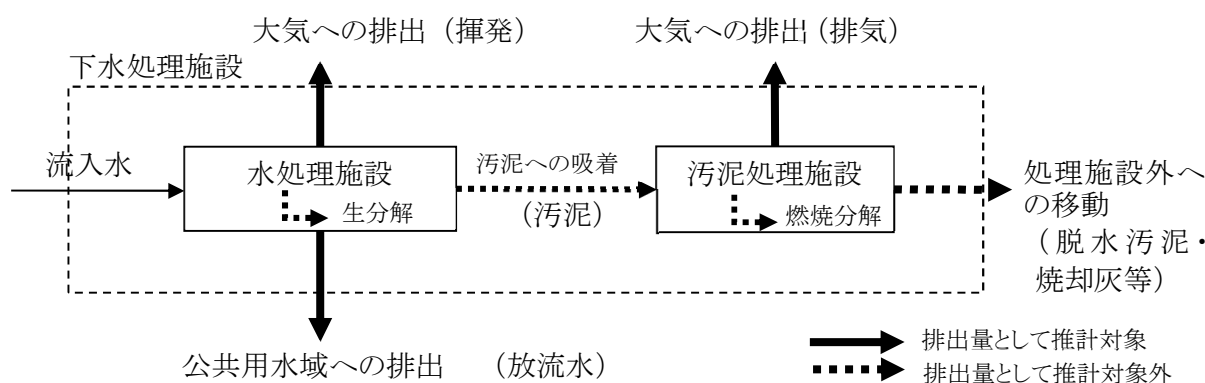 大気への排出（揮発）
大気への排出（排気）
下水処理施設
流入水
水処理施設
生分解
汚泥への吸着
（汚泥）
汚泥処理施設
燃焼分解
処理施設外へ
の移動
（脱水汚泥・
焼却灰等）
公共用水域への排出　（放流水）
排出量として推計対象
排出量として推計対象外